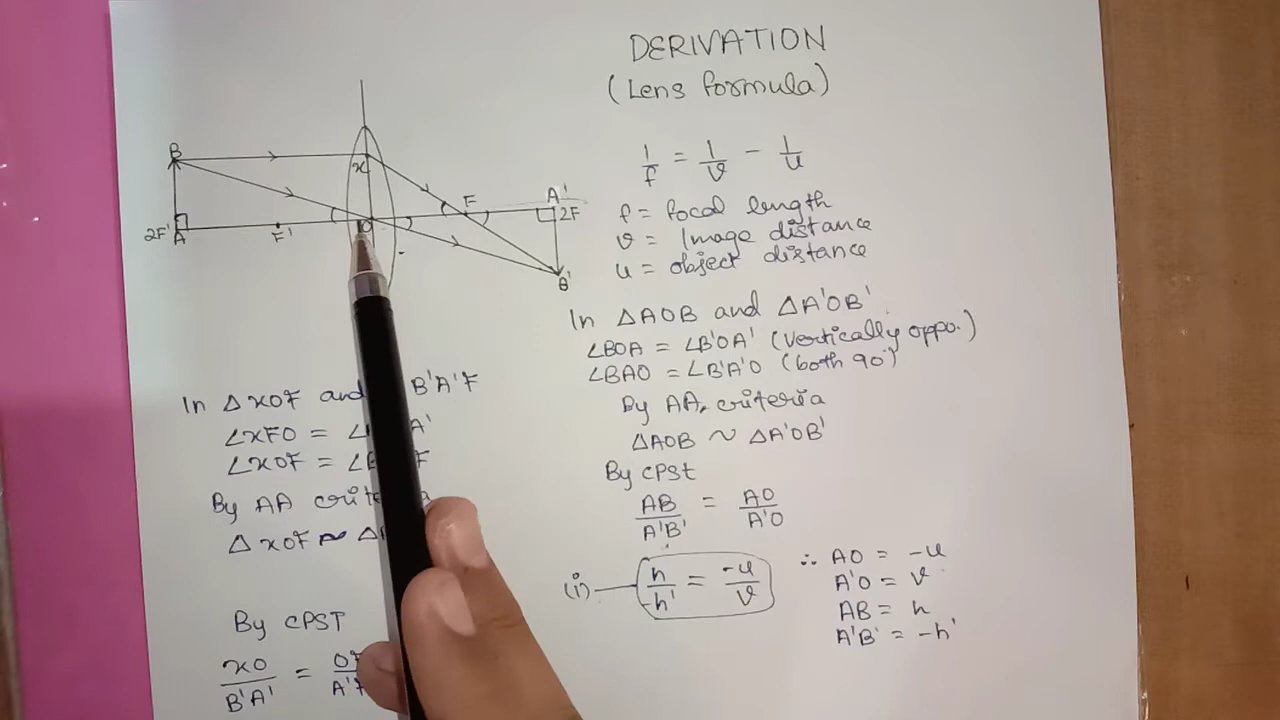 DERIVATION
(Lens formula)
1/f = 1/v - 1/u
f = focal length
v = Image distance
u = object distance
B
x
F
A'
2F
2F'
A
F'
O
B'
In ΔAOB and ΔA'OB'
∠BOA = ∠B'OA' (Vertically oppo.)
∠BAO = ∠B'A'O (both 90°)
By AA, criteria
ΔAOB ~ ΔA'OB'
By CPST
AB/A'B' = AO/A'O
(i) — h/-h' = -u/v
∴ AO = -u
A'O = v
AB = h
A'B' = -h'
In ΔXOF and B'A'F
∠XFO = ∠ A'
∠XOF = ∠ F
By AA
ΔXOF ~ Δ
By CPST
XO/B'A' =